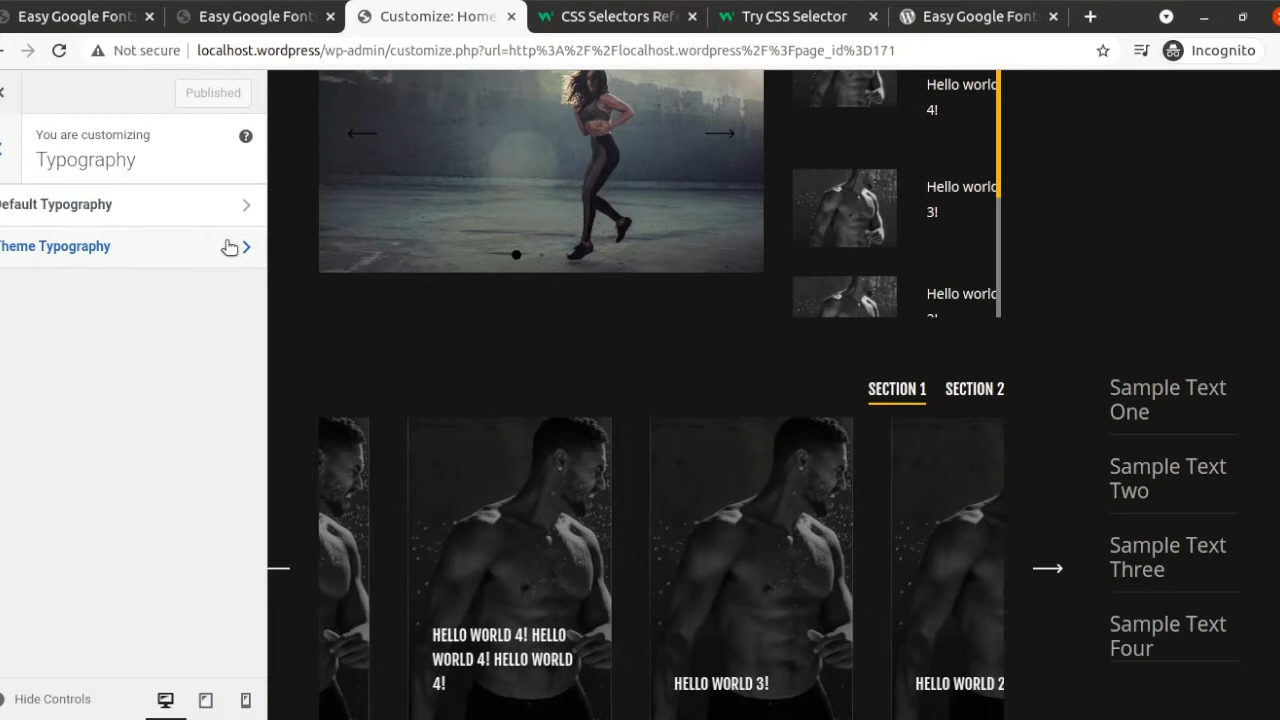 Easy Google Font
Easy Google Font
Customize: Home
CSS Selectors Ref
Try CSS Selector
Easy Google Font
Not secure
localhost.wordpress/wp-admin/customize.php?url=http%3A%2F%2Flocalhost.wordpress%2F%3Fpage_id%3D171
Incognito
Published
You are customizing
Typography
efault Typography
heme Typography
Hide Controls
Hello world
4!
Hello world
3!
Hello world
SECTION 1 SECTION 2
HELLO WORLD 4! HELLO
WORLD 4! HELLO WORLD
4!
HELLO WORLD 3!
HELLO WORLD 2
Sample Text
One
Sample Text
Two
Sample Text
Three
Sample Text
Four